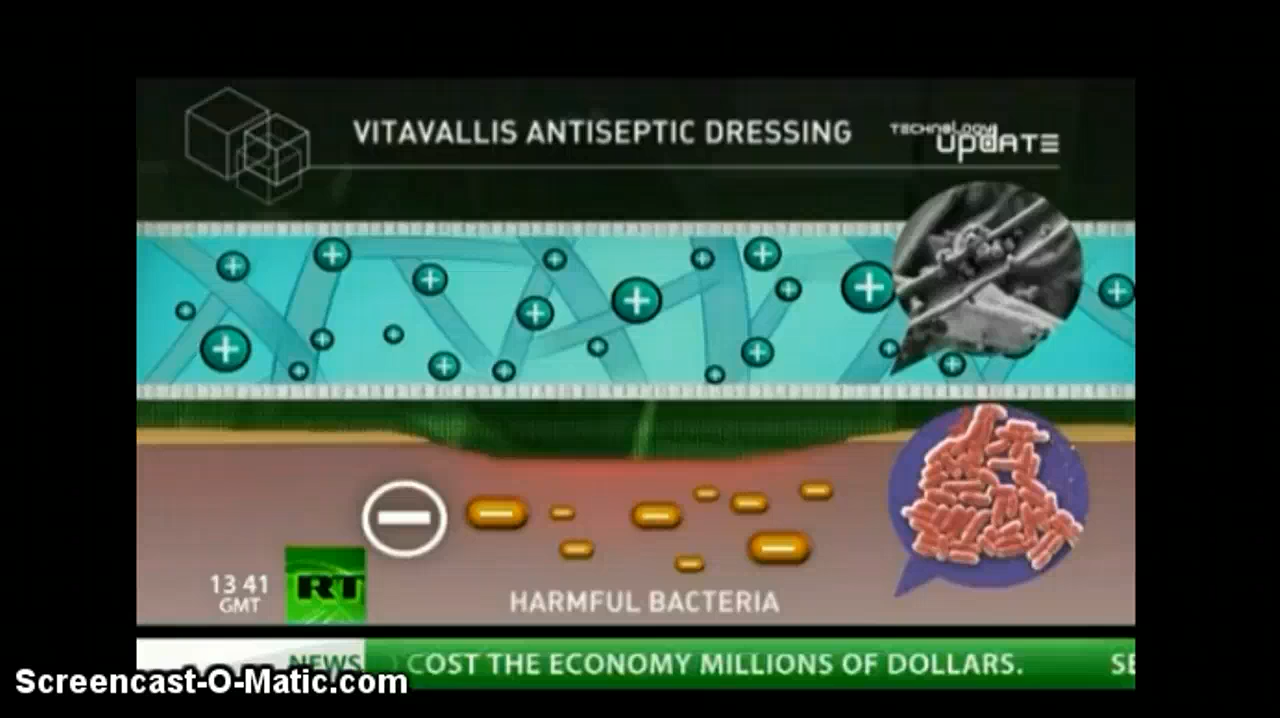 VITAVALLIS ANTISEPTIC DRESSING
TECHNOLOGY
UPDATE
HARMFUL BACTERIA
13 41
GMT
RT
NEWS
COST THE ECONOMY MILLIONS OF DOLLARS.
SE
Screencast-O-Matic.com